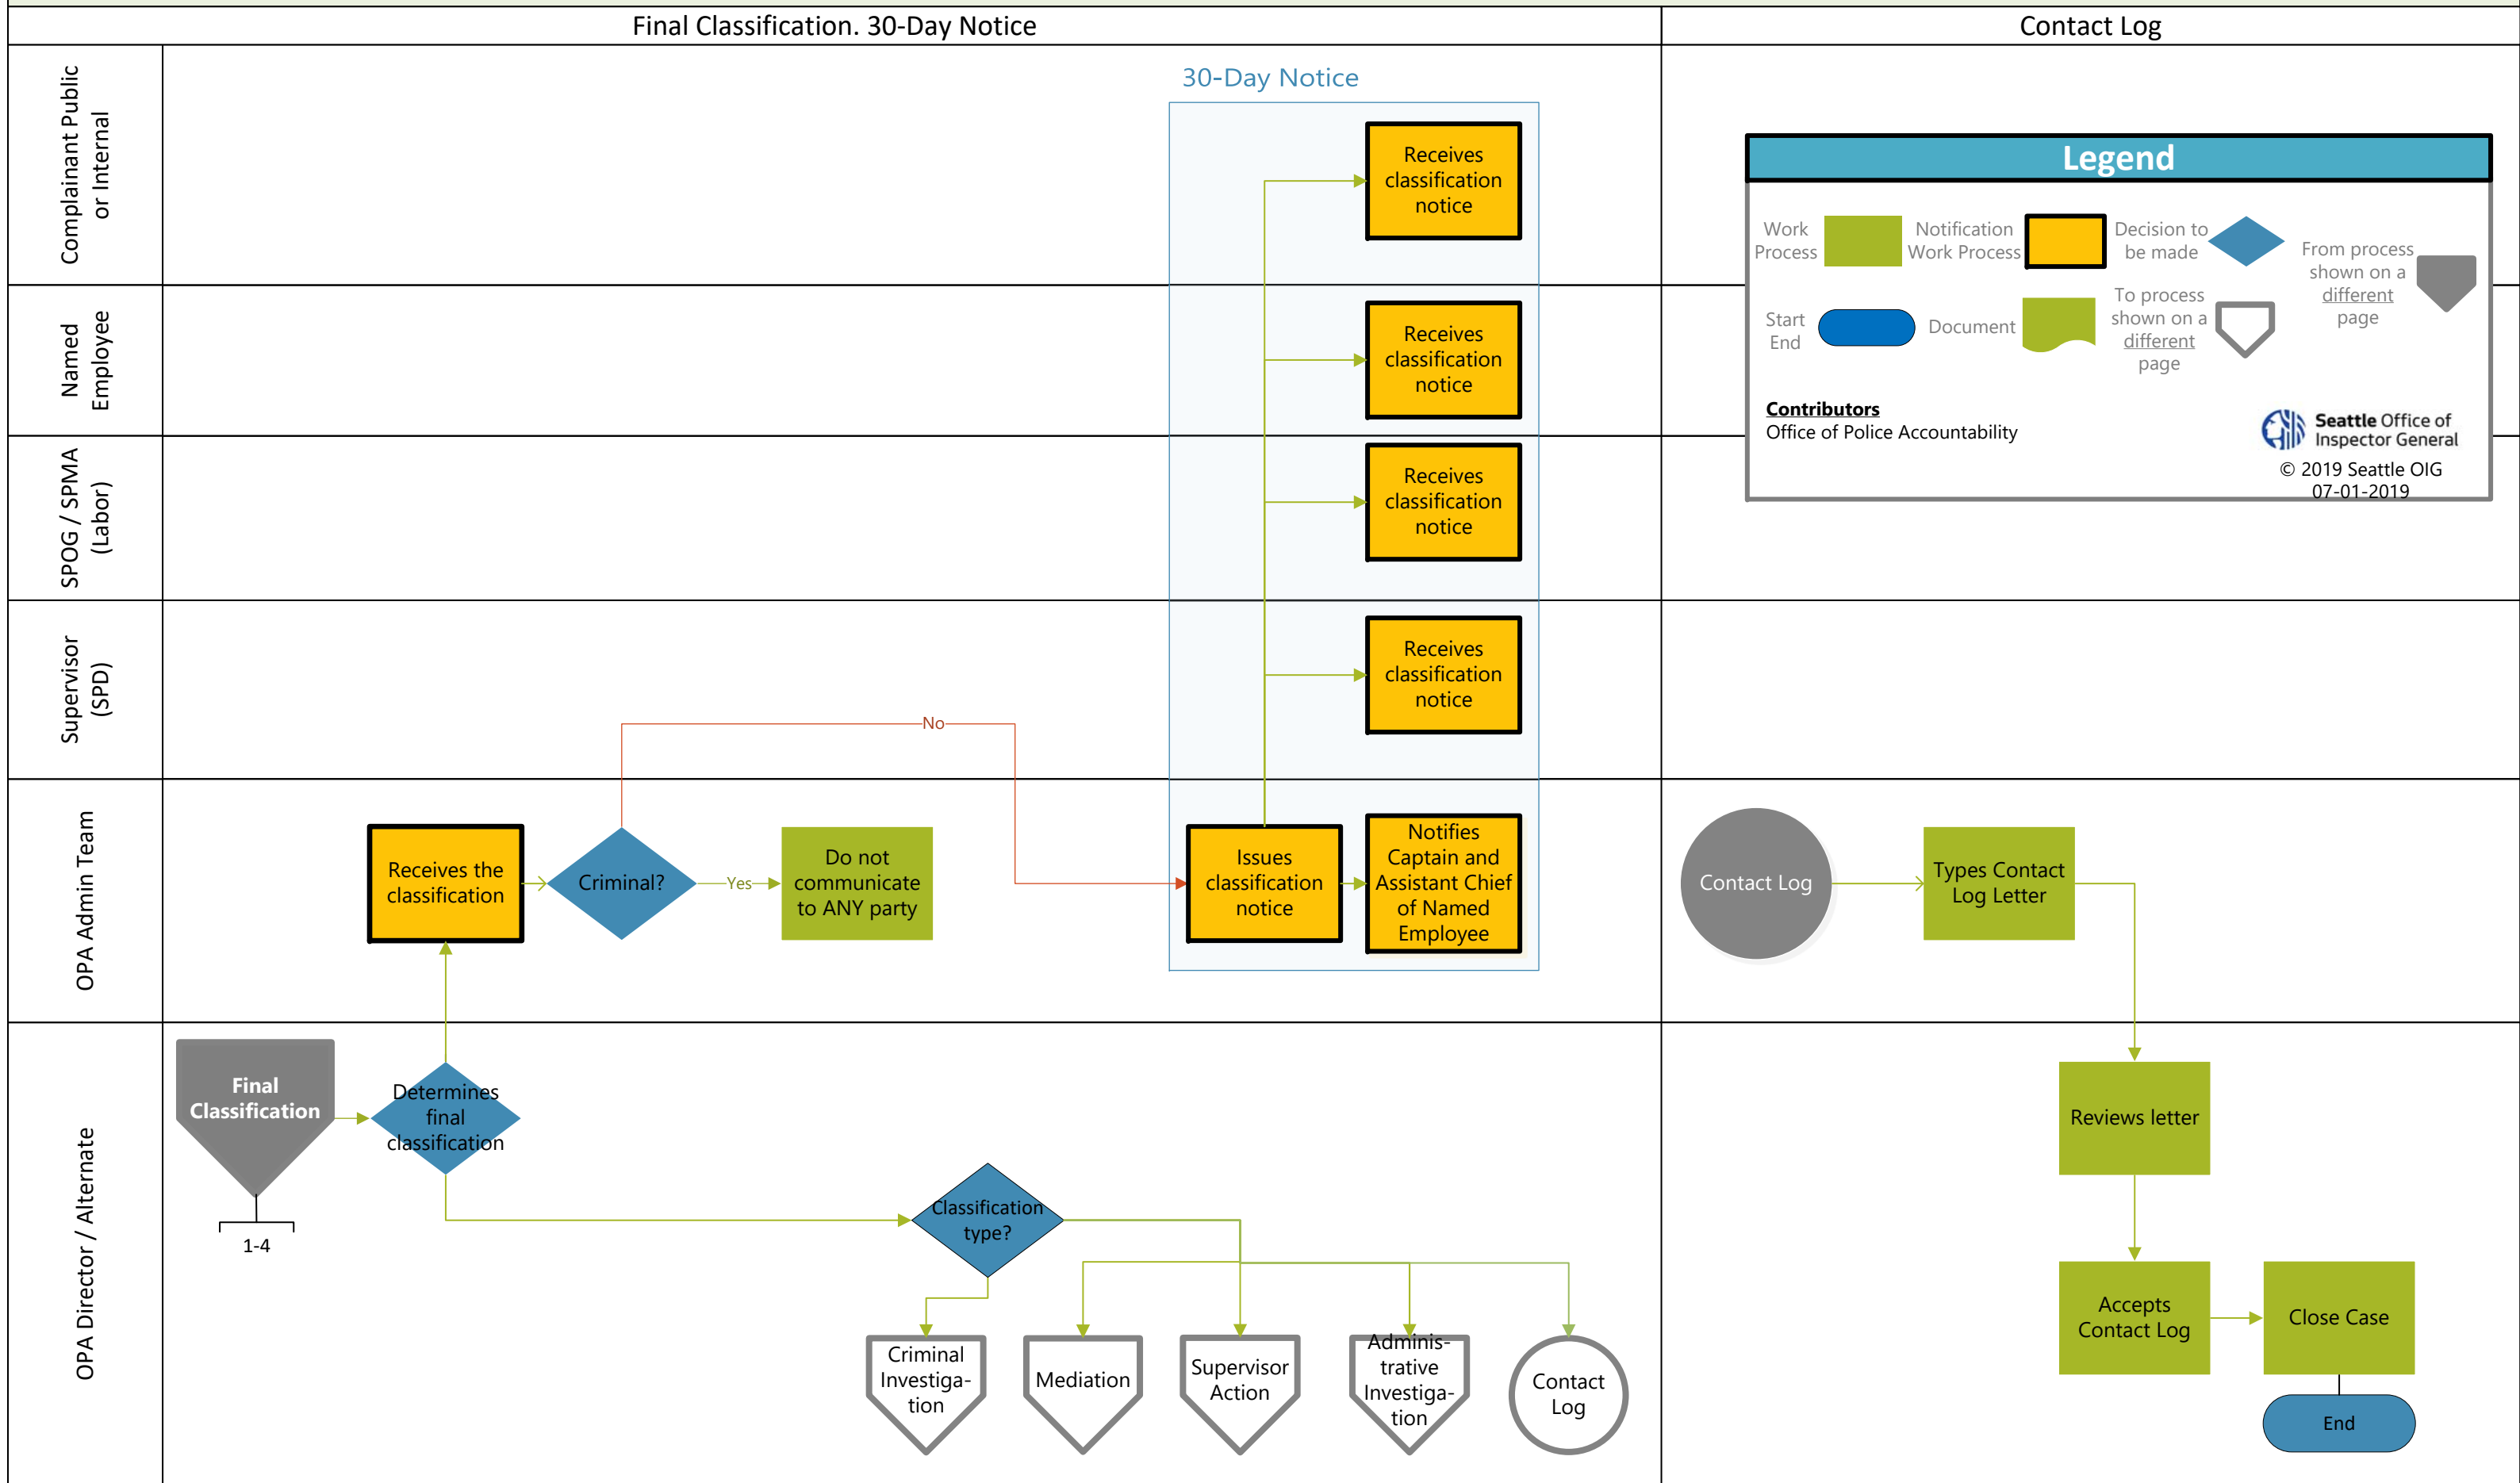 Final Classification. 30-Day Notice
Contact Log
Complainant Public
or Internal
30-Day Notice
Receives
classification
notice
Legend
Work
Process
Notification
Work Process
Decision to
be made
From process
shown on a
different
page
Start
End
Document
To process
shown on a
different
page
Contributors
Office of Police Accountability
Seattle Office of
Inspector General
© 2019 Seattle OIG
07-01-2019
Named
Employee
Receives
classification
notice
SPOG / SPMA
(Labor)
Receives
classification
notice
Supervisor
(SPD)
Receives
classification
notice
No
OPA Admin Team
Receives the
classification
Criminal?
Yes
Do not
communicate
to ANY party
Issues
classification
notice
Notifies
Captain and
Assistant Chief
of Named
Employee
Contact Log
Types Contact
Log Letter
OPA Director / Alternate
Final
Classification
1-4
Determines
final
classification
Classification
type?
Criminal
Investiga-
tion
Mediation
Supervisor
Action
Adminis-
trative
Investiga-
tion
Contact
Log
Reviews letter
Accepts
Contact Log
Close Case
End